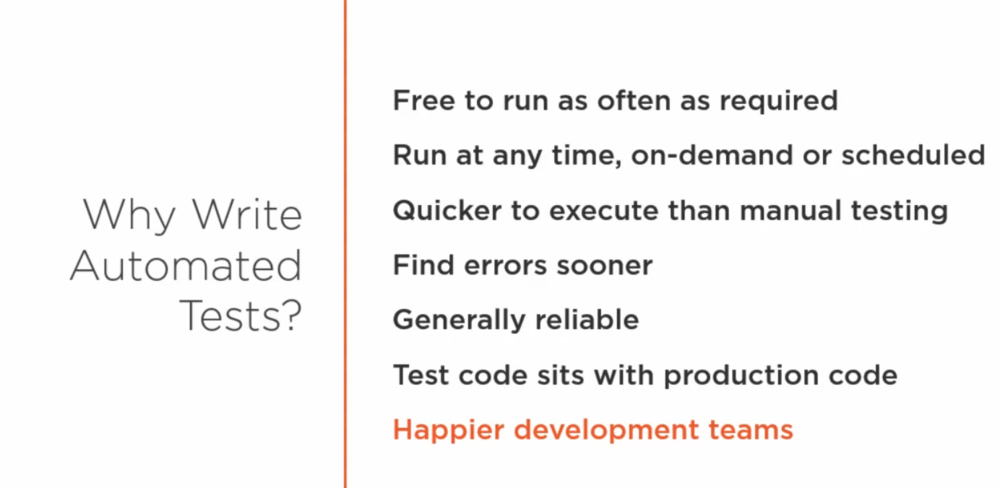 Why Write
Automated
Tests?
Free to run as often as required
Run at any time, on-demand or scheduled
Quicker to execute than manual testing
Find errors sooner
Generally reliable
Test code sits with production code
Happier development teams